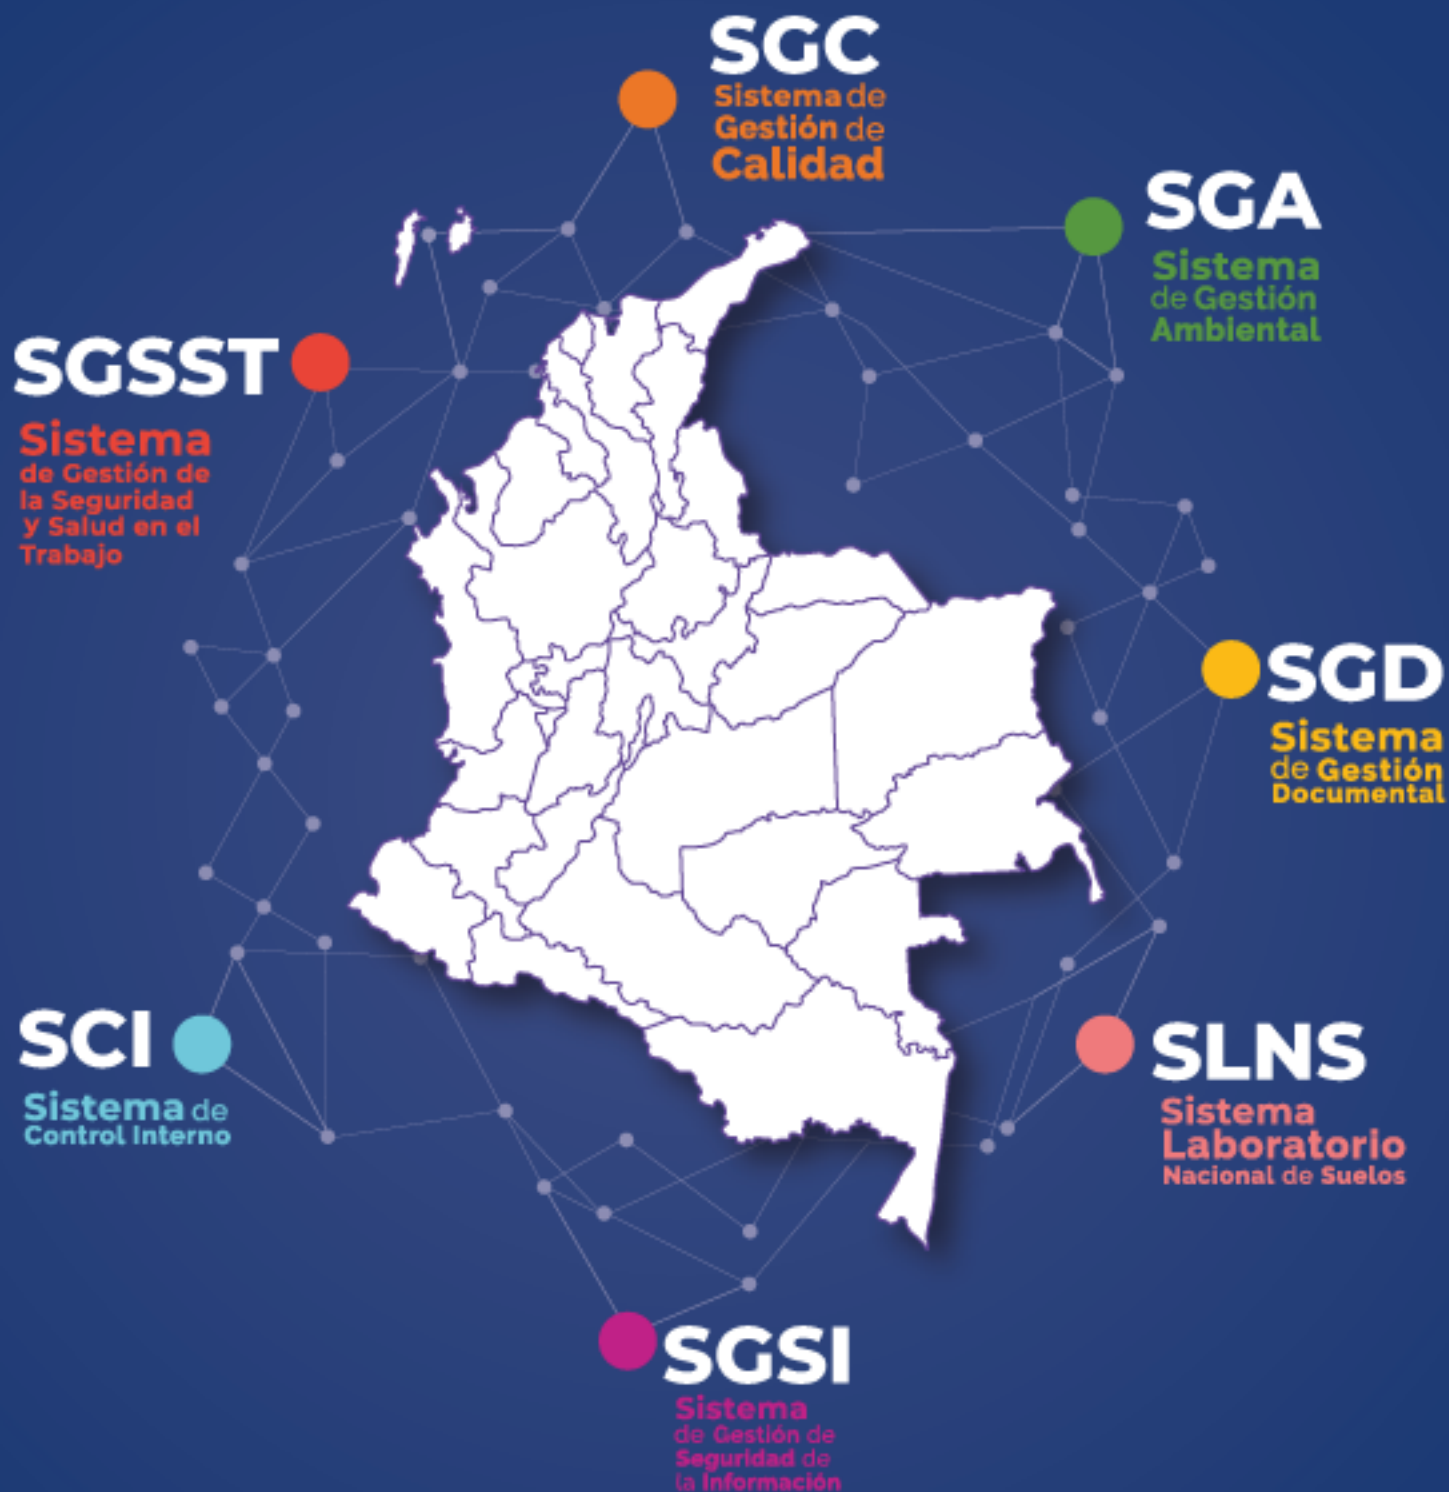 SGC
Sistema de
Gestión de
Calidad
SGA
Sistema
de Gestión
Ambiental
SGSST
Sistema
de Gestión de
la Seguridad
y Salud en el
Trabajo
SGD
Sistema
de Gestión
Documental
SCI
Sistema de
Control Interno
SLNS
Sistema
Laboratorio
Nacional de Suelos
SGSI
Sistema
de Gestión de
Seguridad de
la Información